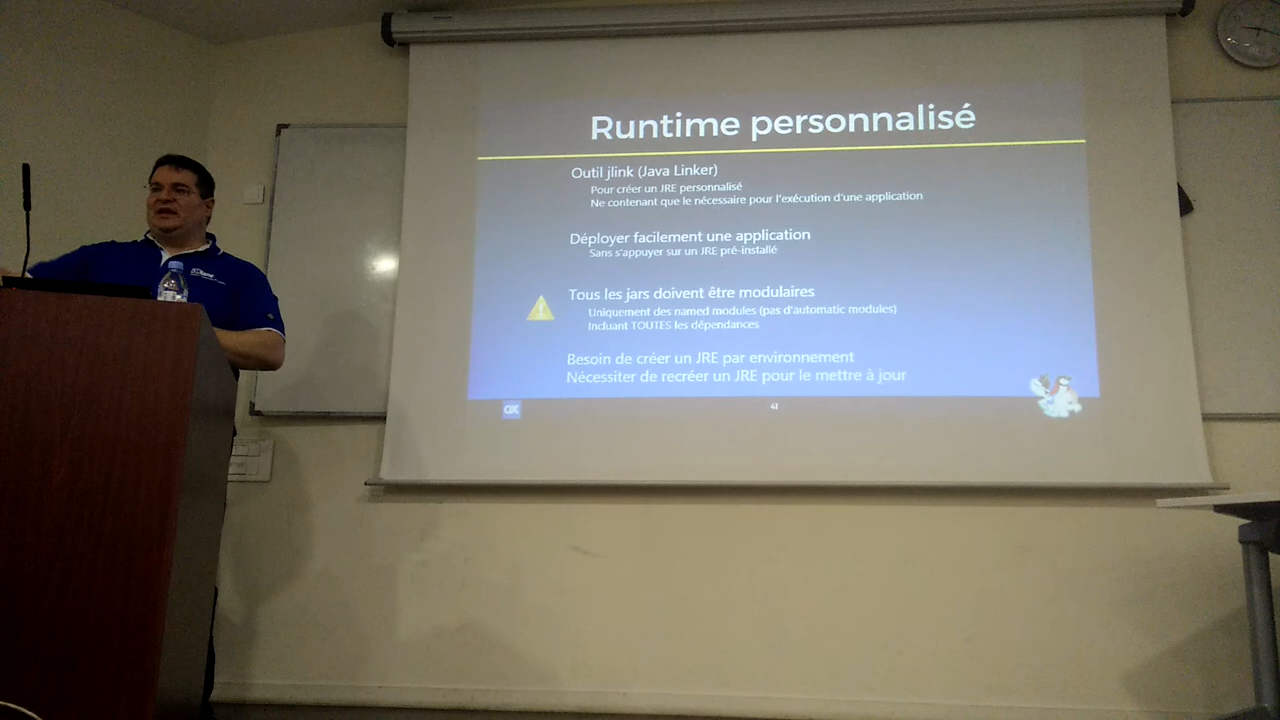 Runtime personnalisé
Outil jlink (Java Linker)
Pour créer un JRE personnalisé
Ne contenant que le nécessaire pour l'exécution d'une application
Déployer facilement une application
Sans s'appuyer sur un JRE pré-installé
Tous les jars doivent être modulaires
Uniquement des named modules (pas d'automatic modules)
Incluant TOUTES les dépendances
Besoin de créer un JRE par environnement
Nécessiter de recréer un JRE pour le mettre à jour